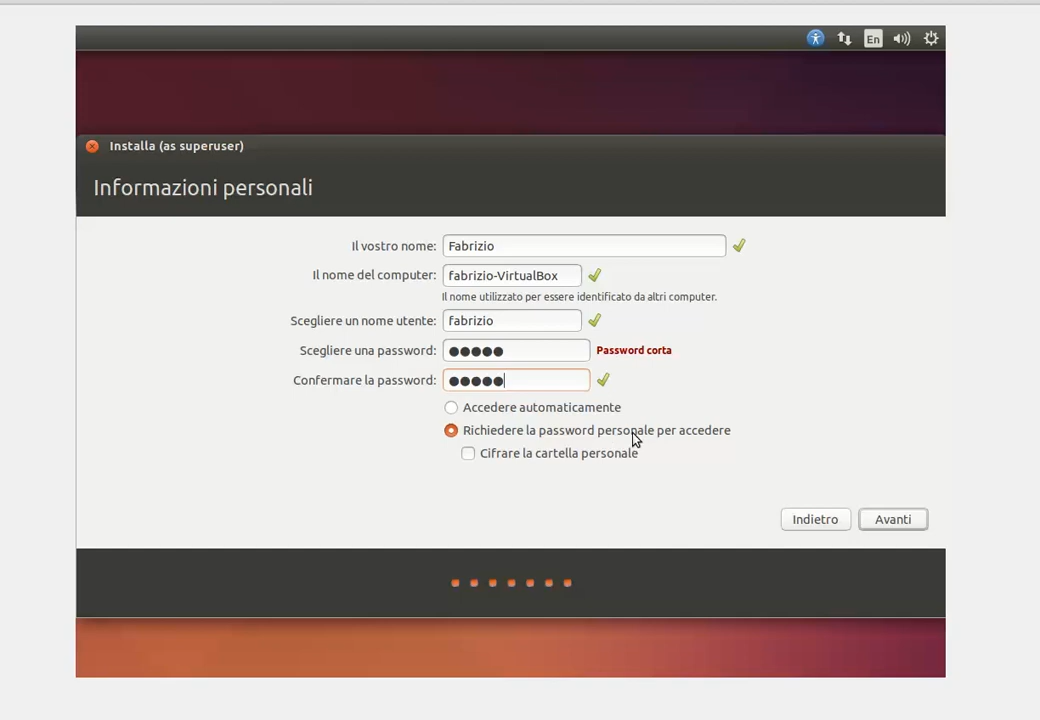 En
Installa (as superuser)
Informazioni personali
Il vostro nome: Fabrizio
Il nome del computer: fabrizio-VirtualBox
Il nome utilizzato per essere identificato da altri computer.
Scegliere un nome utente: fabrizio
Scegliere una password: ●●●●● Password corta
Confermare la password: ●●●●●
Accedere automaticamente
Richiedere la password personale per accedere
Cifrare la cartella personale
Indietro Avanti